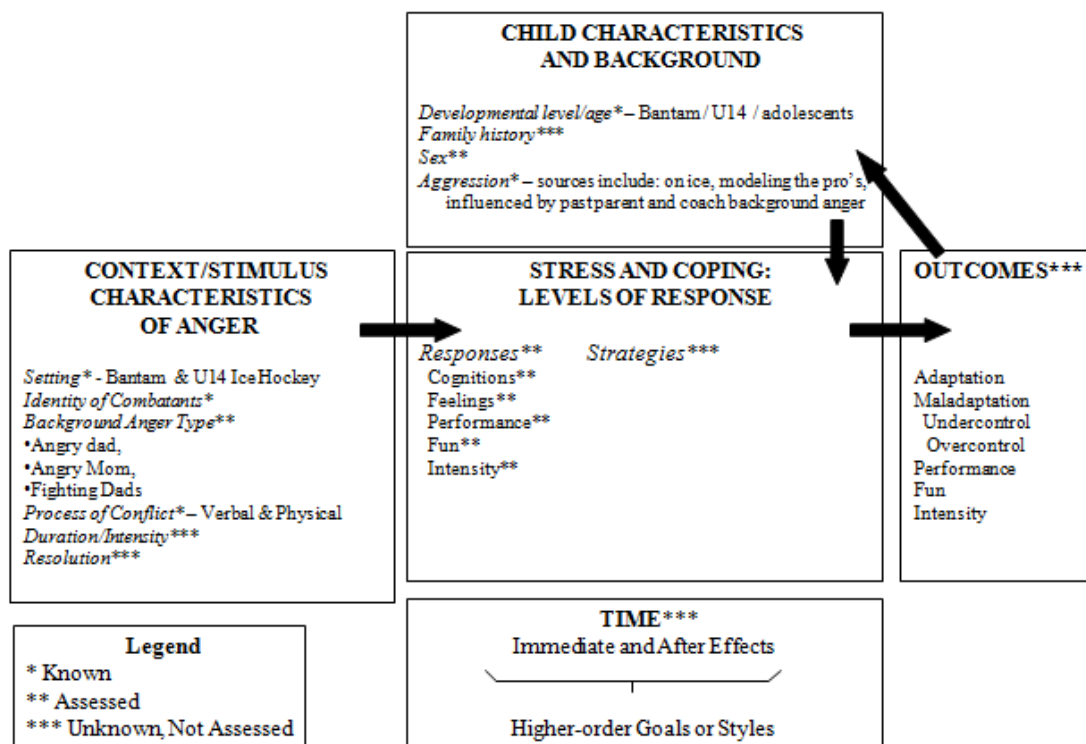 CHILD CHARACTERISTICS
AND BACKGROUND
Developmental level/age* – Bantam / U14 / adolescents
Family history***
Sex**
Aggression* – sources include: on ice, modeling the pro's,
influenced by past parent and coach background anger
CONTEXT/STIMULUS
CHARACTERISTICS
OF ANGER
Setting* - Bantam & U14 Ice Hockey
Identity of Combatants*
Background Anger Type**
•Angry dad,
•Angry Mom,
•Fighting Dads
Process of Conflict* – Verbal & Physical
Duration/Intensity***
Resolution***
STRESS AND COPING:
LEVELS OF RESPONSE
Responses** Strategies***
Cognitions**
Feelings**
Performance**
Fun**
Intensity**
OUTCOMES***
Adaptation
Maladaptation
Undercontrol
Overcontrol
Performance
Fun
Intensity
Legend
* Known
** Assessed
*** Unknown, Not Assessed
TIME***
Immediate and After Effects
Higher-order Goals or Styles